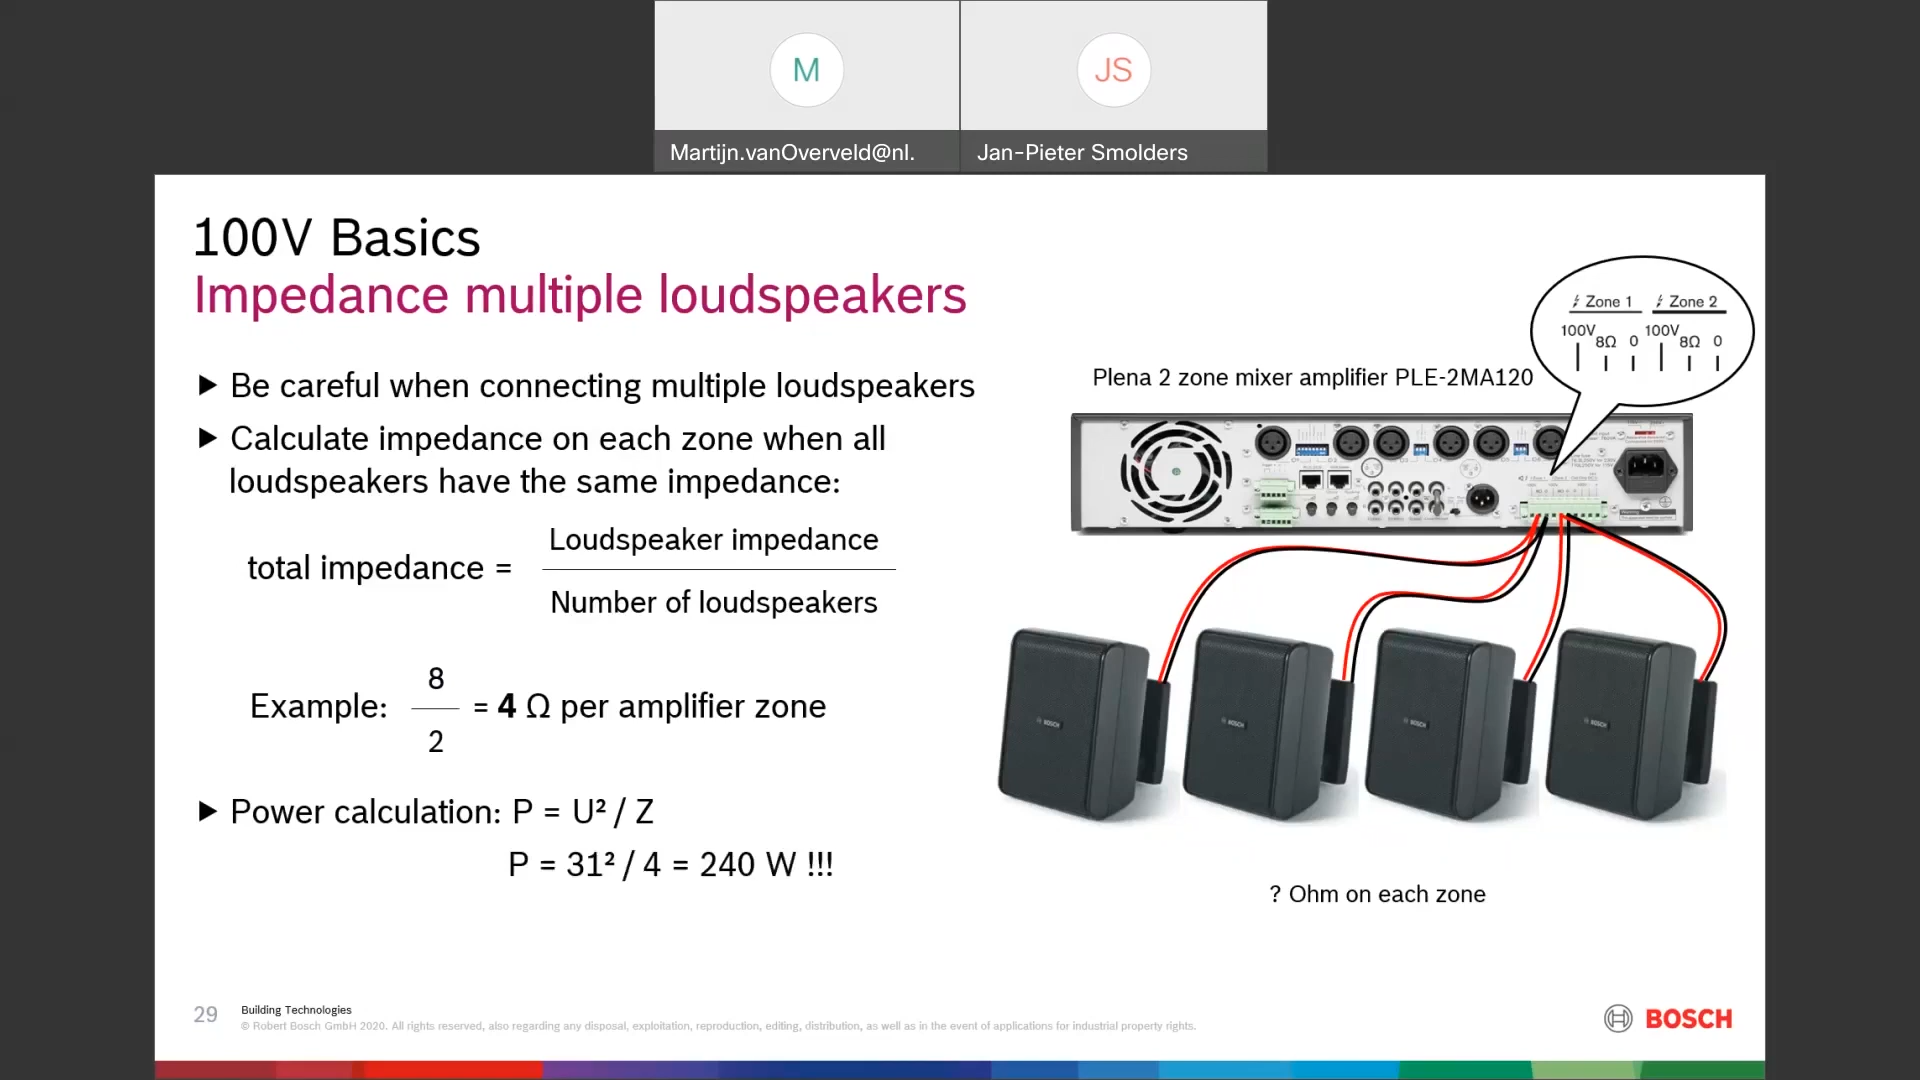 M
JS
Martijn.vanOverveld@nl.
Jan-Pieter Smolders
100V Basics
Impedance multiple loudspeakers
Be careful when connecting multiple loudspeakers
Calculate impedance on each zone when all
loudspeakers have the same impedance:
total impedance =
Loudspeaker impedance
Number of loudspeakers
Example:
8
2
= 4 Ω per amplifier zone
Power calculation: P = U² / Z
P = 31² / 4 = 240 W !!!
Zone 1 Zone 2
100V 8Ω 0 100V 8Ω 0
Plena 2 zone mixer amplifier PLE-2MA120
BOSCH
BOSCH
BOSCH
BOSCH
? Ohm on each zone
29
Building Technologies
© Robert Bosch GmbH 2020. All rights reserved, also regarding any disposal, exploitation, reproduction, editing, distribution, as well as in the event of applications for industrial property rights.
BOSCH